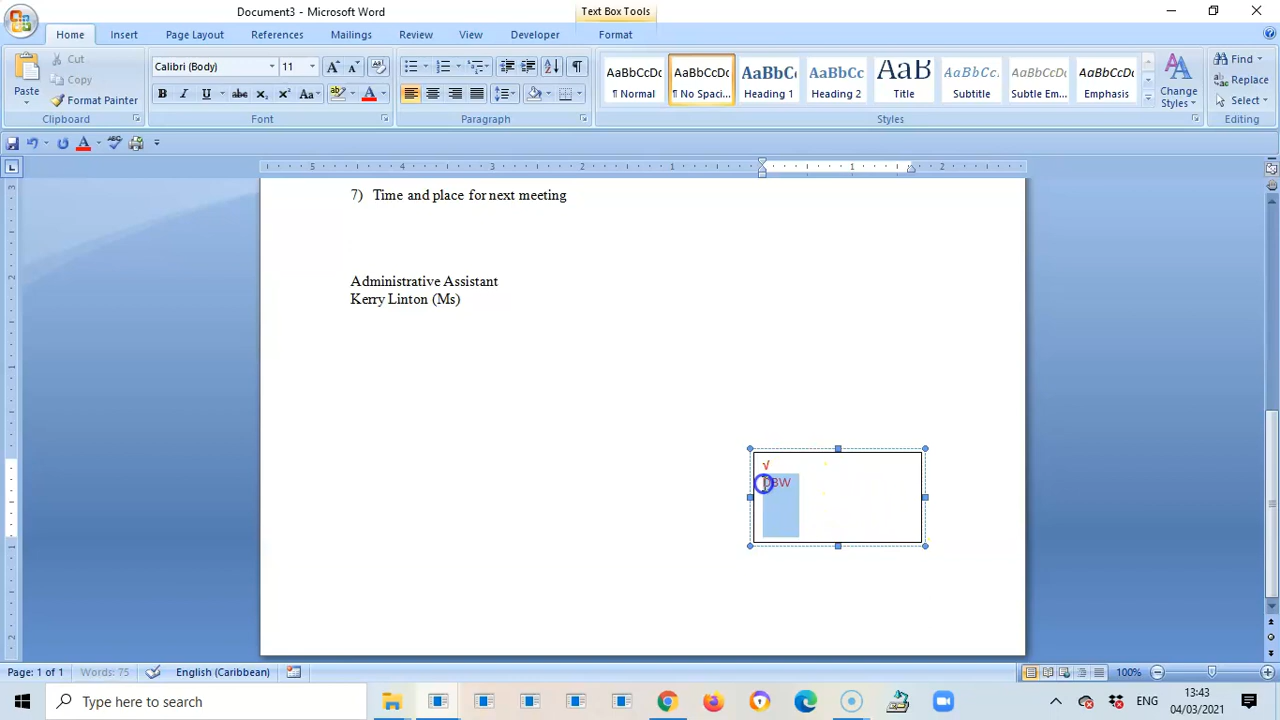 Document3 - Microsoft Word
Text Box Tools
Home
Insert
Page Layout
References
Mailings
Review
View
Developer
Format
Paste
Cut
Copy
Format Painter
Clipboard
Calibri (Body)
11
Font
Paragraph
AaBbCcDc
¶ Normal
AaBbCcDc
¶ No Spaci...
AaBbCc
Heading 1
AaBbCc
Heading 2
AaB
Title
AaBbCc.
Subtitle
AaBbCcDc
Subtle Em...
AaBbCcDc
Emphasis
Change
Styles
Styles
Find
Replace
Select
Editing
7) Time and place for next meeting
Administrative Assistant
Kerry Linton (Ms)
√
Page: 1 of 1
Words: 75
English (Caribbean)
100%
Type here to search
ENG
13:43
04/03/2021